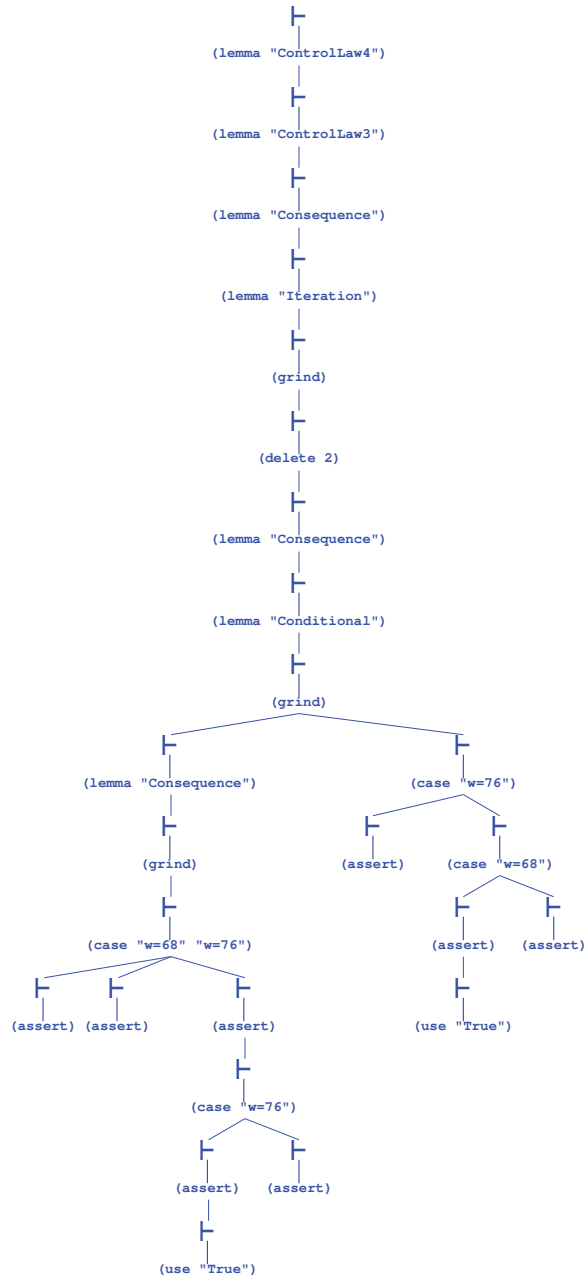 (lemma "ControlLaw4")
(lemma "ControlLaw3")
(lemma "Consequence")
(lemma "Iteration")
(grind)
(delete 2)
(lemma "Consequence")
(lemma "Conditional")
(grind)
(lemma "Consequence") (case "w=76")
(grind) (assert) (case "w=68")
(case "w=68" "w=76") (assert) (assert)
(assert) (assert) (assert) (use "True")
(case "w=76")
(assert) (assert)
(use "True")